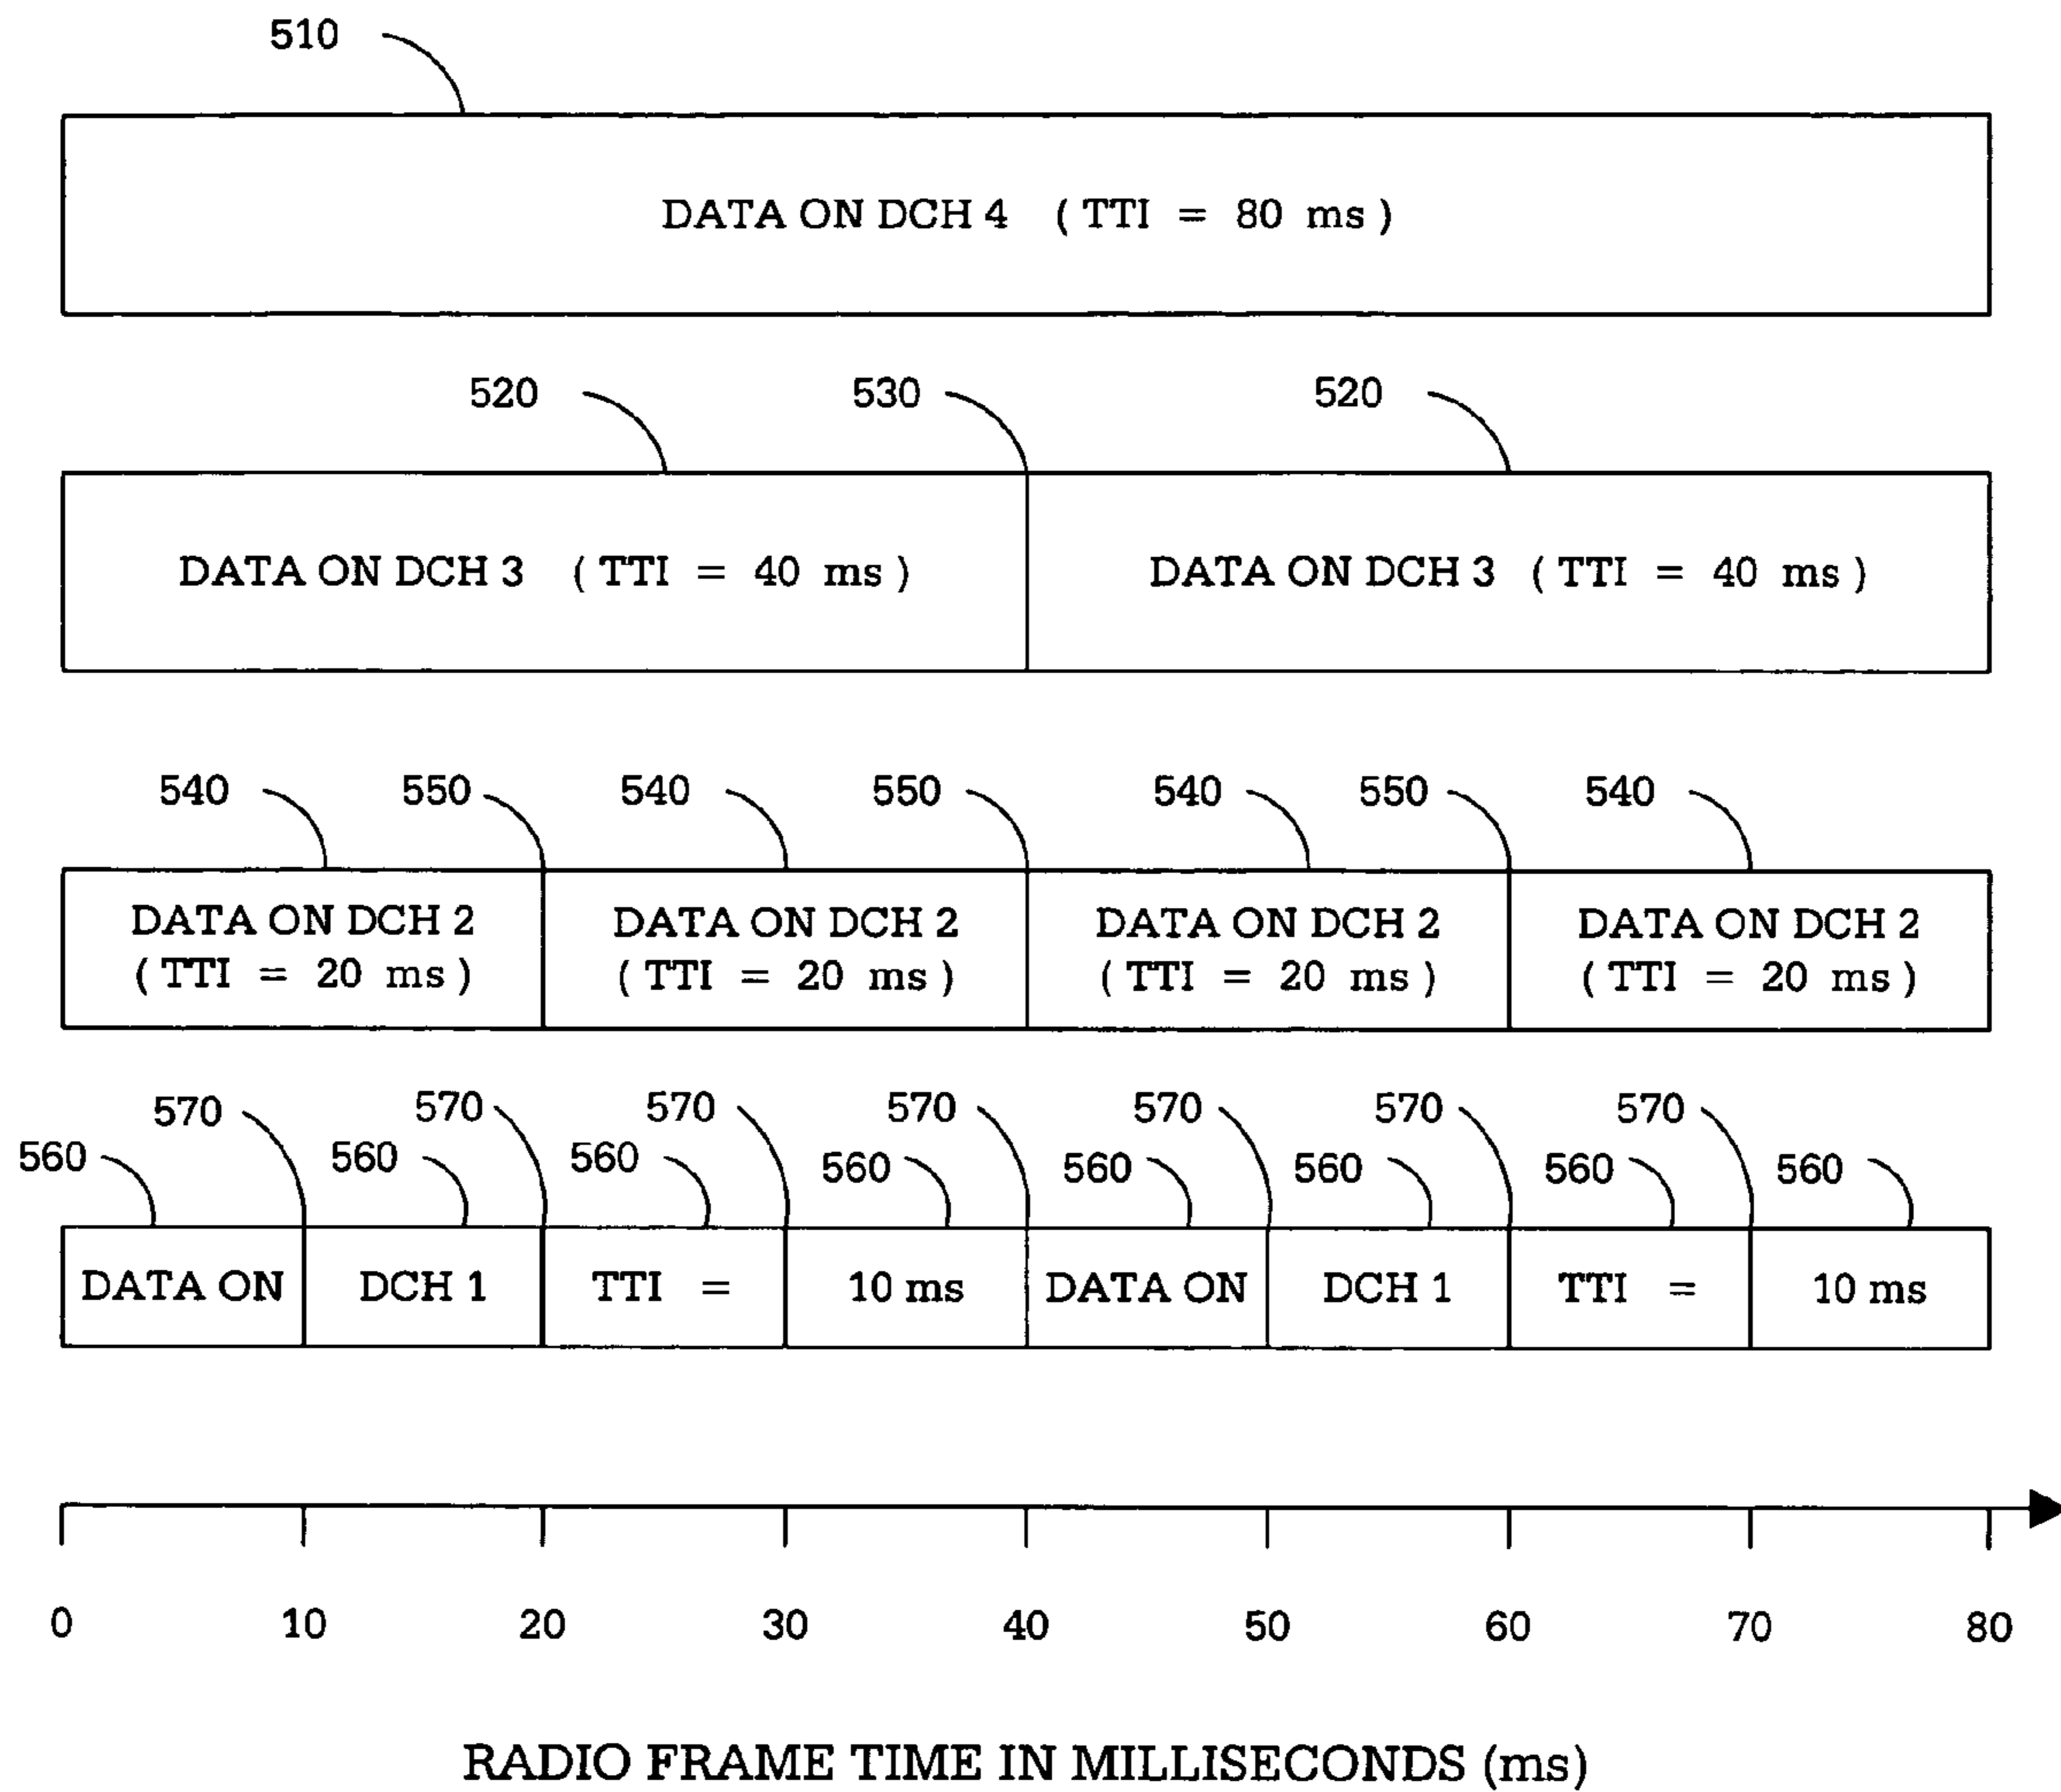 510
DATA ON DCH 4 ( TTI = 80 ms )
520 530 520
DATA ON DCH 3 ( TTI = 40 ms ) DATA ON DCH 3 ( TTI = 40 ms )
540 550 540 550 540 550 540
DATA ON DCH 2 DATA ON DCH 2 DATA ON DCH 2 DATA ON DCH 2
( TTI = 20 ms ) ( TTI = 20 ms ) ( TTI = 20 ms ) ( TTI = 20 ms )
570 570 570 570 570 570 570
560 560 560 560 560 560 560 560
DATA ON DCH 1 TTI = 10 ms DATA ON DCH 1 TTI = 10 ms
0 10 20 30 40 50 60 70 80
RADIO FRAME TIME IN MILLISECONDS (ms)